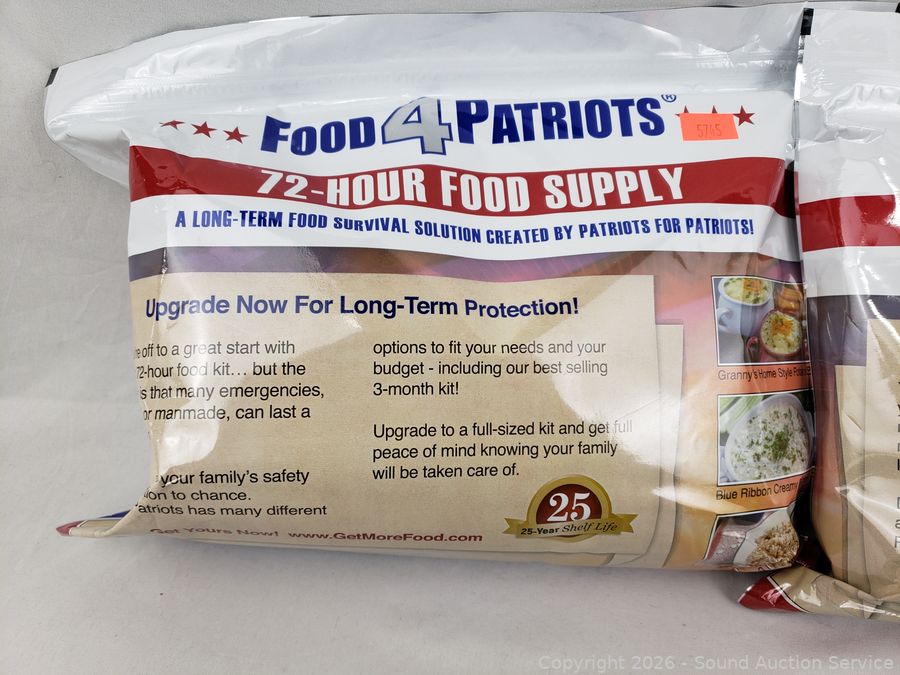 FOOD 4 PATRIOTS®
5745
72-HOUR FOOD SUPPLY
A LONG-TERM FOOD SURVIVAL SOLUTION CREATED BY PATRIOTS FOR PATRIOTS!
Upgrade Now For Long-Term Protection!
off to a great start with
72-hour food kit... but the
is that many emergencies,
or manmade, can last a
your family's safety
to chance.
has many different
options to fit your needs and your
budget - including our best selling
3-month kit!
Upgrade to a full-sized kit and get full
peace of mind knowing your family
will be taken care of.
Get Yours Now! www.GetMoreFood.com
25
25-Year Shelf Life
Granny's Home Style
Blue Ribbon Creamy
Copyright 2026 - Sound Auction Service